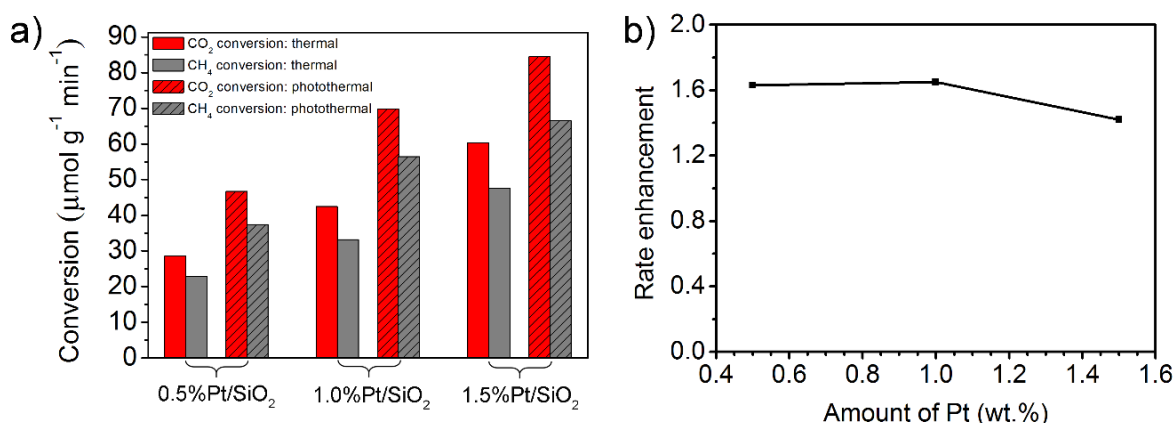 a)
CO₂ conversion: thermal
CH₄ conversion: thermal
CO₂ conversion: photothermal
CH₄ conversion: photothermal
Conversion (μmol g⁻¹ min⁻¹)
90
80
70
60
50
40
30
20
10
0
0.5%Pt/SiO₂ 1.0%Pt/SiO₂ 1.5%Pt/SiO₂
b)
Rate enhancement
2.0
1.6
1.2
0.8
0.4
0.0
0.4 0.6 0.8 1.0 1.2 1.4 1.6
Amount of Pt (wt.%)